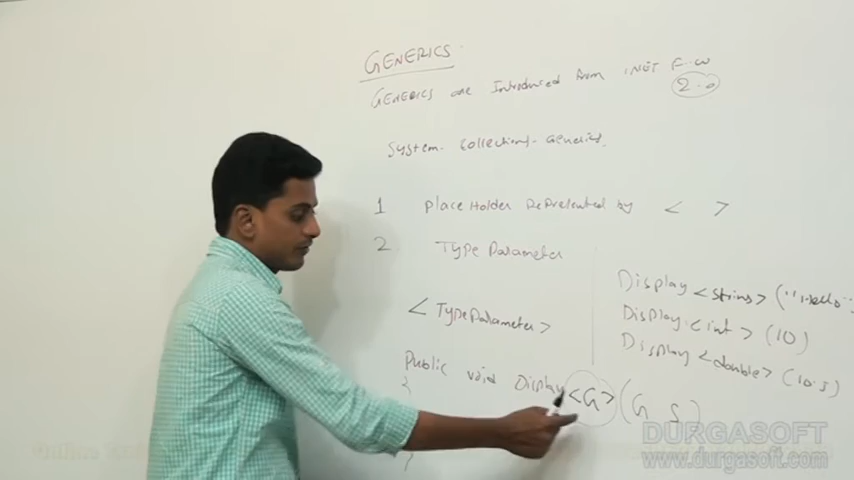 GENERICS
GENERICS are Introduced from .NET F.W 2.0
System. Collections. Generics.
1 Place Holder Represented by < >
2 Type Parameter
< TypeParameter >
Public void Display <G> (G S)
{
}
Display <string> ("Hello"
Display <int> (10)
Display <double> (10.5)
DURGASOFT
www.durgasoft.com
Online